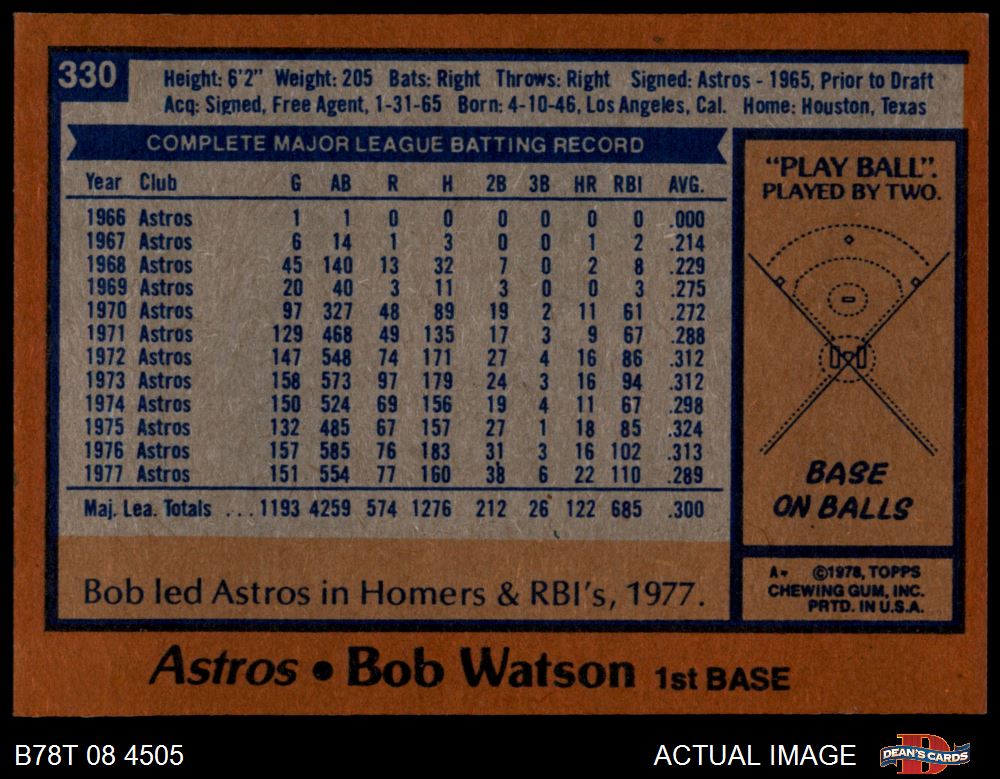 330
Height: 6'2" Weight: 205 Bats: Right Throws: Right Signed: Astros - 1965, Prior to Draft
Acq: Signed, Free Agent, 1-31-65 Born: 4-10-46, Los Angeles, Cal. Home: Houston, Texas
COMPLETE MAJOR LEAGUE BATTING RECORD
Year Club G AB R H 2B 3B HR RBI AVG.
1966 Astros 1 1 0 0 0 0 0 0 .000
1967 Astros 6 14 1 3 0 0 1 2 .214
1968 Astros 45 140 13 32 7 0 2 8 .229
1969 Astros 20 40 3 11 3 0 0 3 .275
1970 Astros 97 327 48 89 19 2 11 61 .272
1971 Astros 129 468 49 135 17 3 9 67 .288
1972 Astros 147 548 74 171 27 4 16 86 .312
1973 Astros 158 573 97 179 24 3 16 94 .312
1974 Astros 150 524 69 156 19 4 11 67 .298
1975 Astros 132 485 67 157 27 1 18 85 .324
1976 Astros 157 585 76 183 31 3 16 102 .313
1977 Astros 151 554 77 160 38 6 22 110 .289
Maj. Lea. Totals ... 1193 4259 574 1276 212 26 122 685 .300
Bob led Astros in Homers & RBI's, 1977.
"PLAY BALL".
PLAYED BY TWO.
BASE
ON BALLS
A* ©1978, TOPPS
CHEWING GUM, INC.
PRTD. IN U.S.A.
Astros • Bob Watson 1st BASE
B78T 08 4505
ACTUAL IMAGE
DEAN'S CARDS